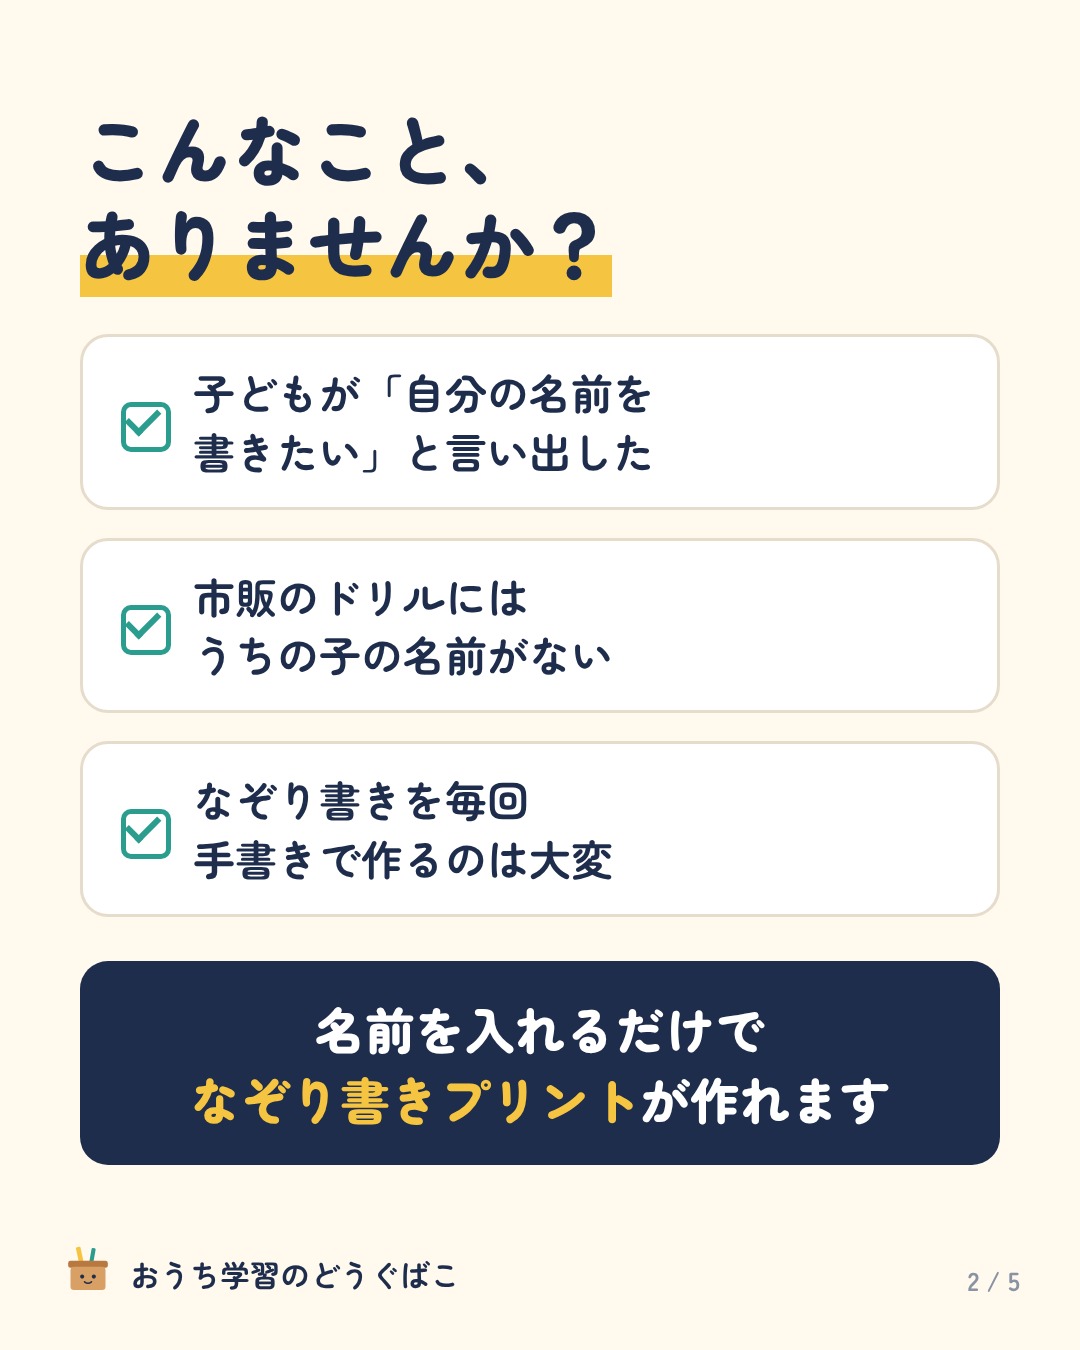 こんなこと、
ありませんか？
子どもが「自分の名前を
書きたい」と言い出した
市販のドリルには
うちの子の名前がない
なぞり書きを毎回
手書きで作るのは大変
名前を入れるだけで
なぞり書きプリントが作れます
おうち学習のどうぐばこ
2 / 5